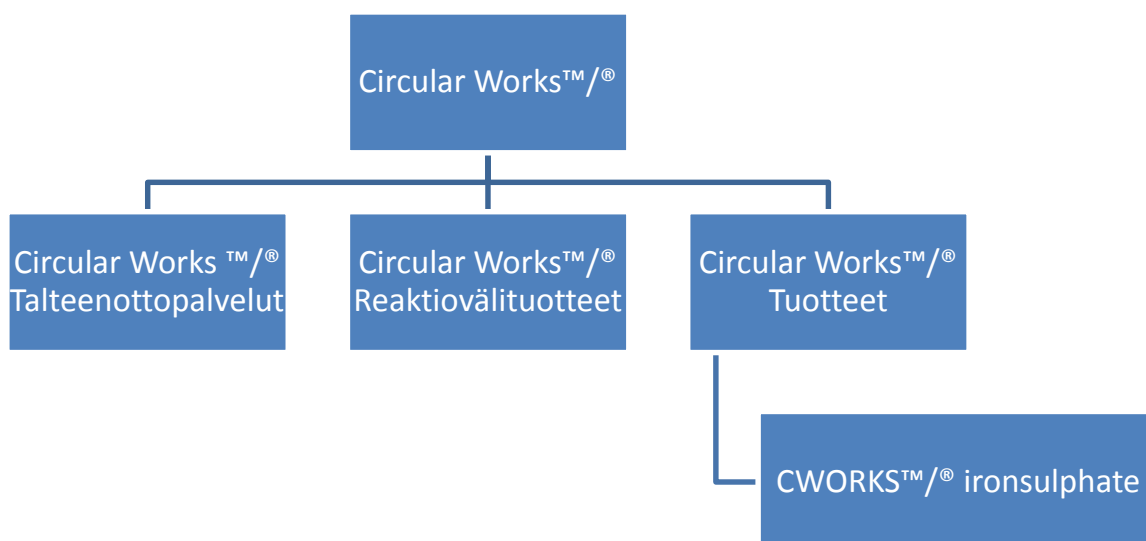 Circular Works™/®
Circular Works ™/®
Talteenottopalvelut
Circular Works™/®
Reaktiovälituotteet
Circular Works™/®
Tuotteet
CWORKS™/® ironsulphate